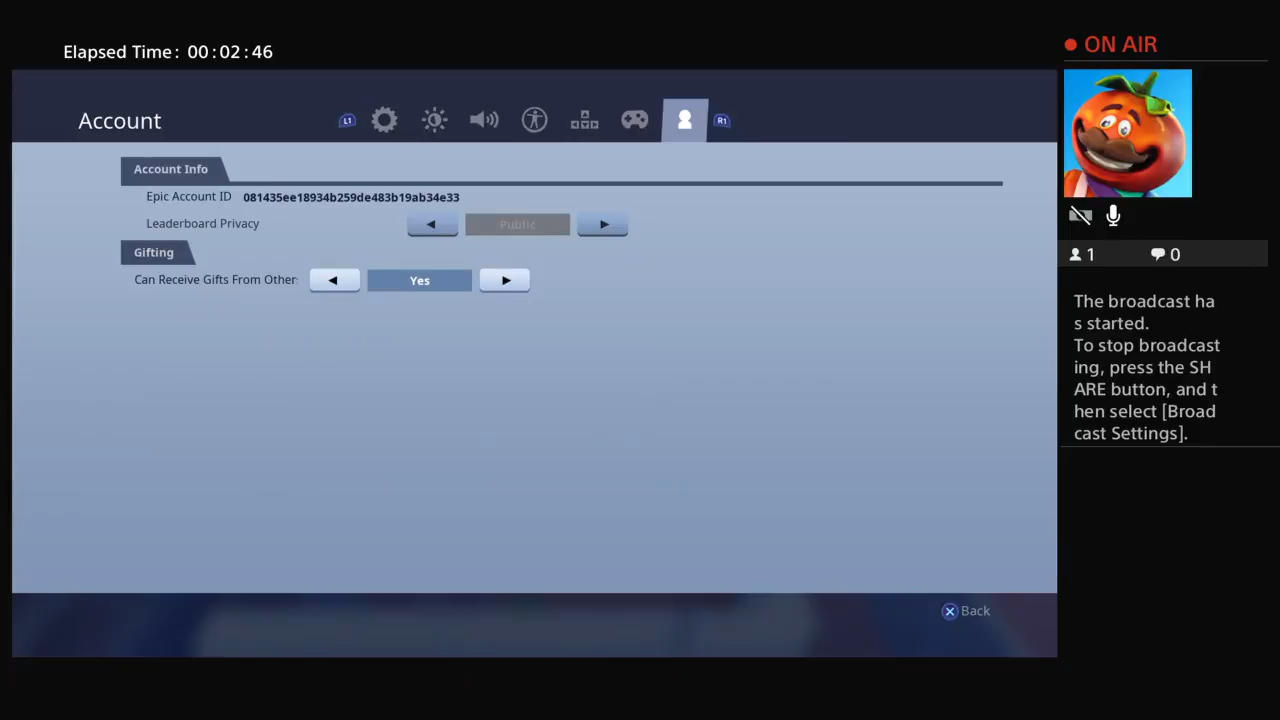 Elapsed Time: 00:02:46
ON AIR
Account
L1
R1
Account Info
Epic Account ID 081435ee18934b259de483b19ab34e33
Leaderboard Privacy
Public
Gifting
Can Receive Gifts From Other
Yes
Back
1
0
The broadcast ha
s started.
To stop broadcast
ing, press the SH
ARE button, and t
hen select [Broad
cast Settings].